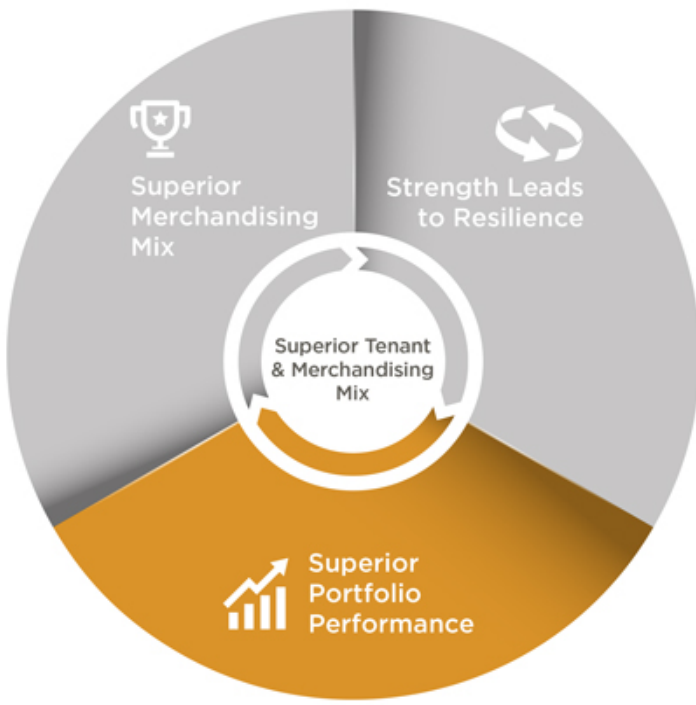 Superior
Merchandising
Mix
Strength Leads
to Resilience
Superior Tenant
& Merchandising
Mix
Superior
Portfolio
Performance